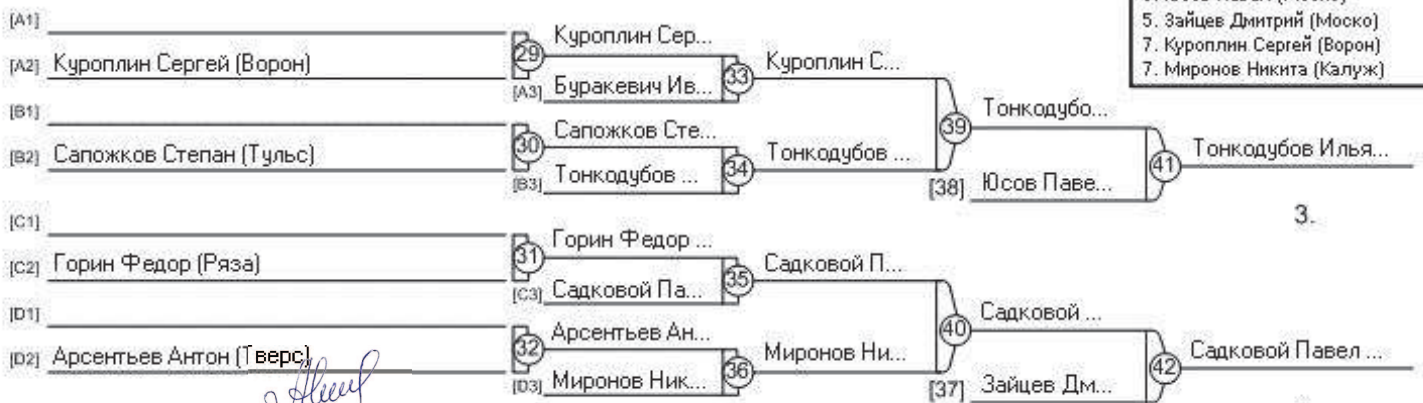 5. Зайцев Дмитрий (Моско)
7. Куроплин Сергей (Ворон)
7. Миронов Никита (Калуж)
[A1]
[A2] Куроплин Сергей (Ворон)
29
Куроплин Сер...
[A3] Буракевич Ив...
33
Куроплин С...
[B1]
[B2] Сапожков Степан (Тульс)
30
Сапожков Сте...
[B3] Тонкодубов ...
34
Тонкодубов ...
39
Тонкодубо...
[38] Юсов Паве...
41
Тонкодубов Илья...
3.
[C1]
[C2] Горин Федор (Ряза)
31
Горин Федор ...
[C3] Садковой Па...
35
Садковой П...
[D1]
[D2] Арсентьев Антон (Тверс)
32
Арсентьев Ан...
[D3] Миронов Ник...
36
Миронов Ни...
40
Садковой ...
[37] Зайцев Дм...
42
Садковой Павел ...